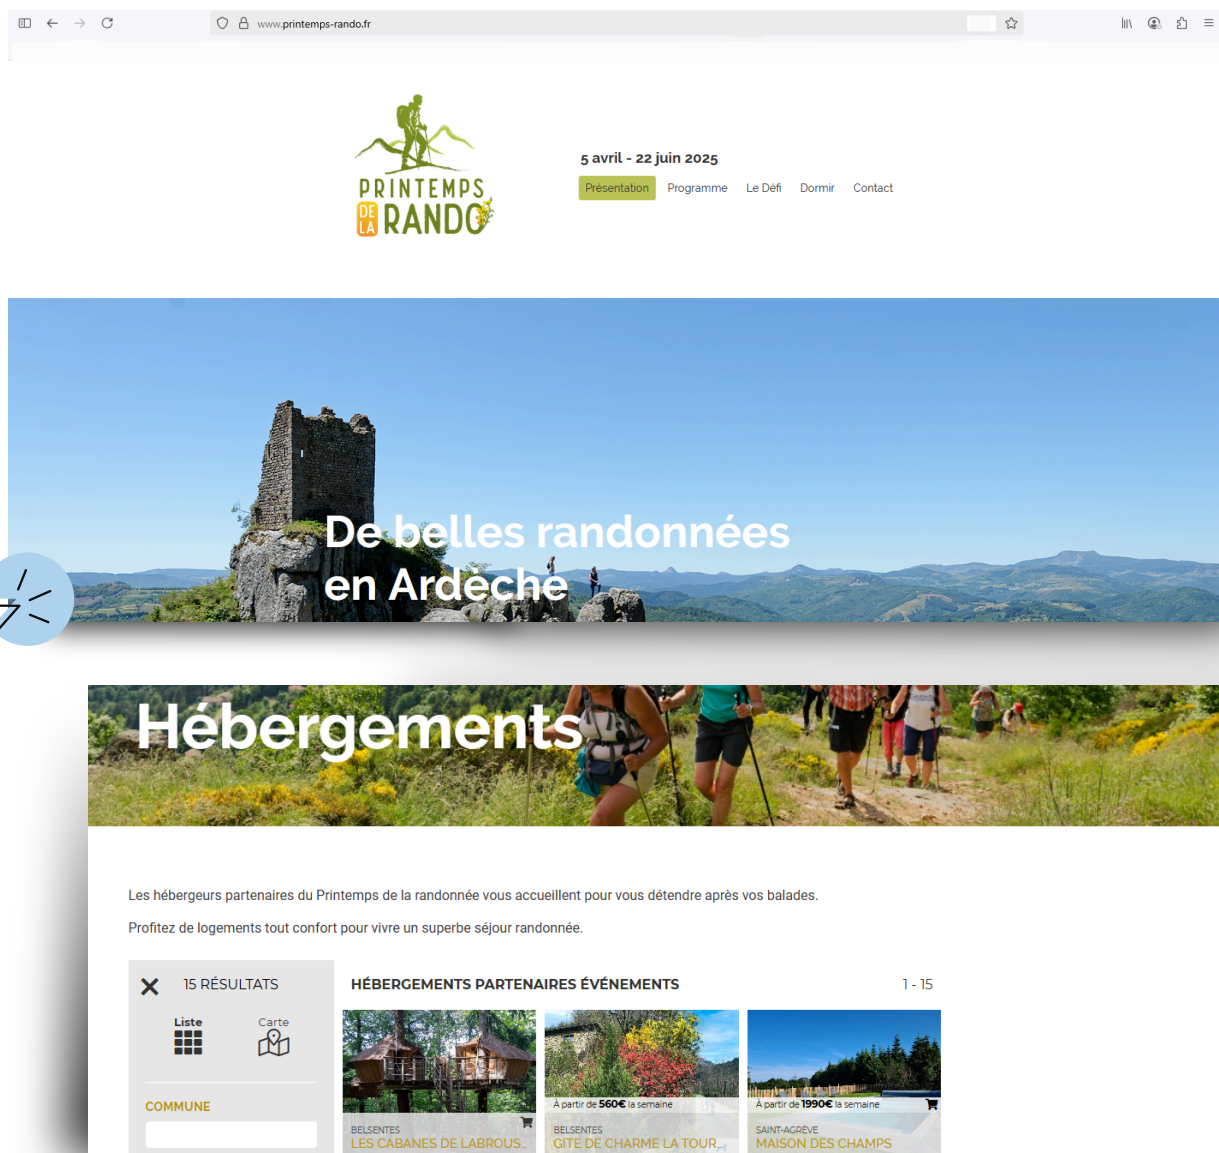 www.printemps-rando.fr
PRINTEMPS
DE LA RANDO
5 avril - 22 juin 2025
Présentation Programme Le Défi Dormir Contact
De belles randonnées
en Ardèche
Hébergements
Les hébergeurs partenaires du Printemps de la randonnée vous accueillent pour vous détendre après vos balades.
Profitez de logements tout confort pour vivre un superbe séjour randonnée.
15 RÉSULTATS
Liste Carte
COMMUNE
HÉBERGEMENTS PARTENAIRES ÉVÉNEMENTS 1 - 15
BELSENTES
LES CABANES DE LABROUS...
À partir de 560€ la semaine
BELSENTES
GITE DE CHARME LA TOUR...
À partir de 1990€ la semaine
SAINT-AGRÈVE
MAISON DES CHAMPS